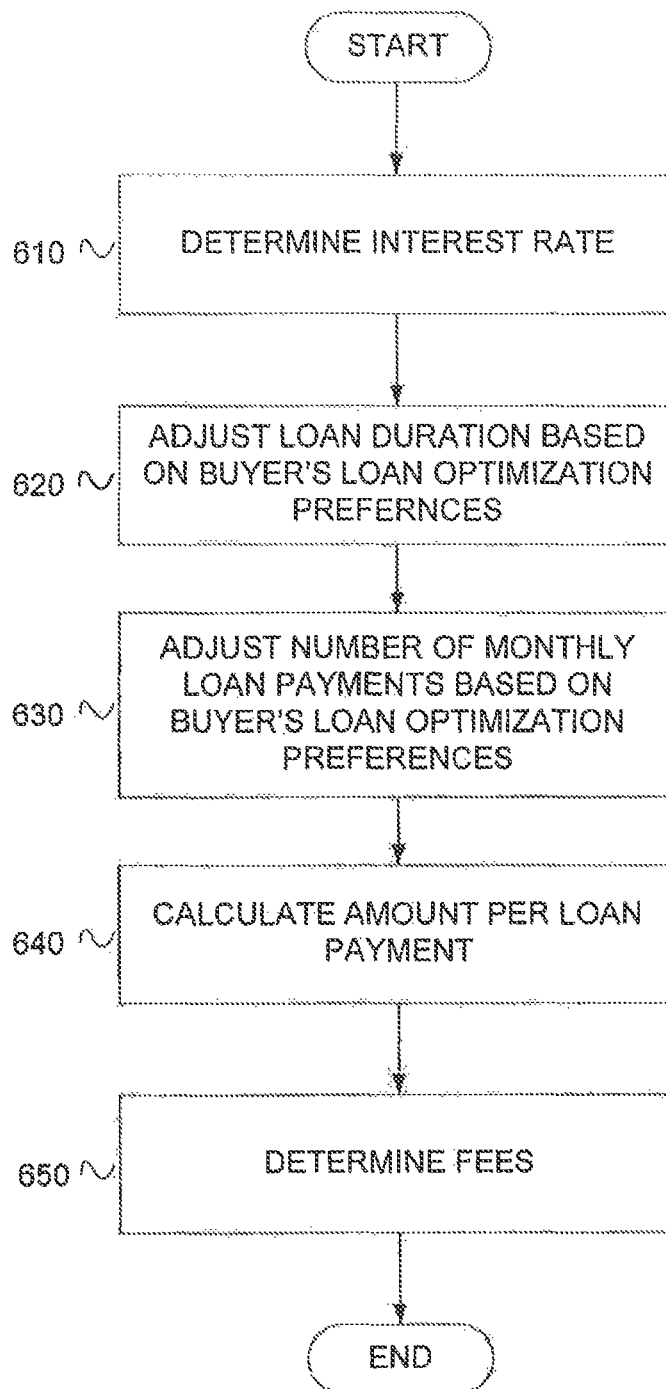 START
610
DETERMINE INTEREST RATE
620
ADJUST LOAN DURATION BASED
ON BUYER'S LOAN OPTIMIZATION
PREFERNCES
630
ADJUST NUMBER OF MONTHLY
LOAN PAYMENTS BASED ON
BUYER'S LOAN OPTIMIZATION
PREFERENCES
640
CALCULATE AMOUNT PER LOAN
PAYMENT
650
DETERMINE FEES
END